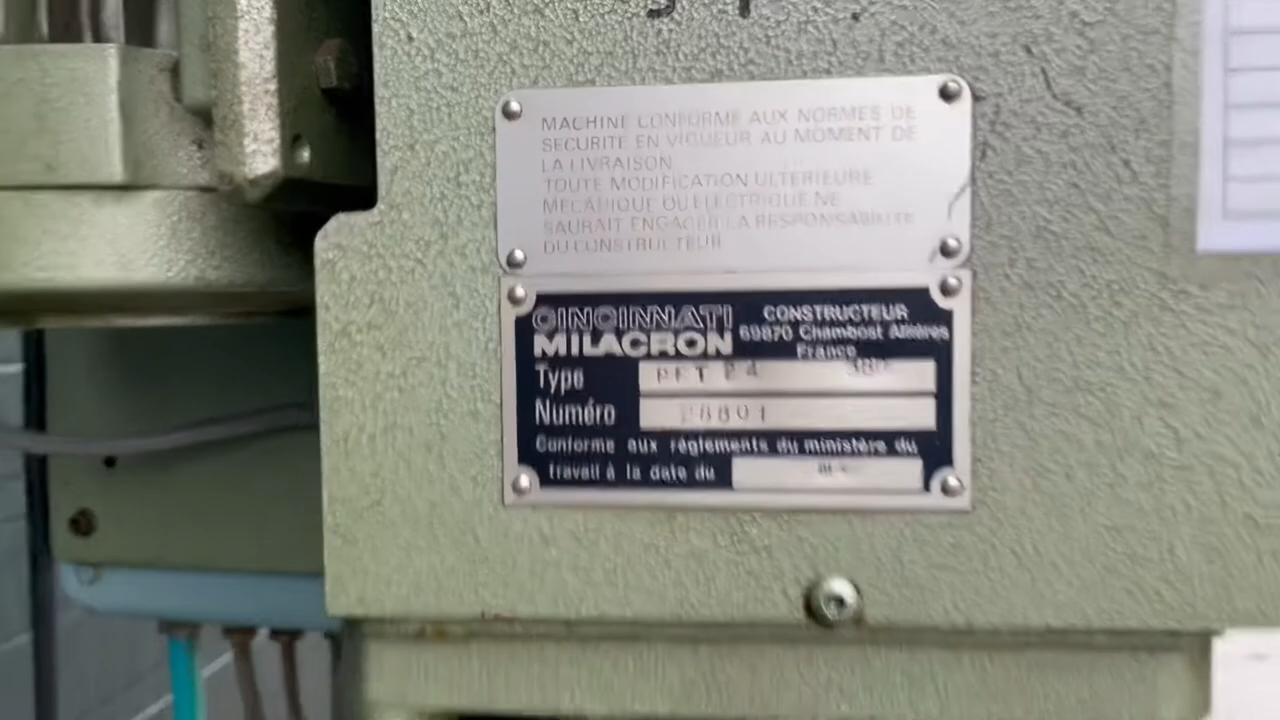 MACHINE CONFORME AUX NORMES DE
SECURITE EN VIGUEUR AU MOMENT DE
LA LIVRAISON
TOUTE MODIFICATION ULTERIEURE
MECANIQUE OU ELECTRIQUE NE
SAURAIT ENGAGER LA RESPONSABILITE
DU CONSTRUCTEUR
CINCINNATI
MILACRON
CONSTRUCTEUR
69870 Chambost Allières
France
Type
Numéro 28801
Conforme aux réglements du ministère du
travail à la date du